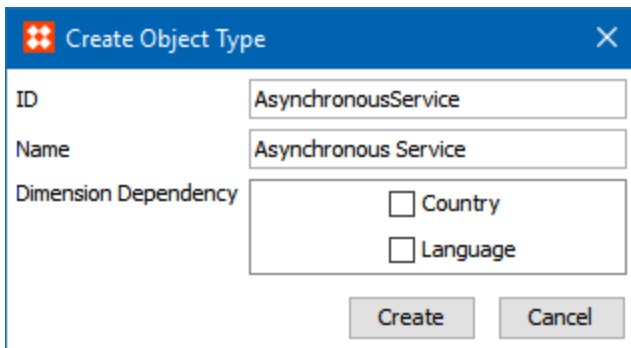 Create Object Type
ID AsynchronousService
Name Asynchronous Service
Dimension Dependency Country
Language
Create Cancel